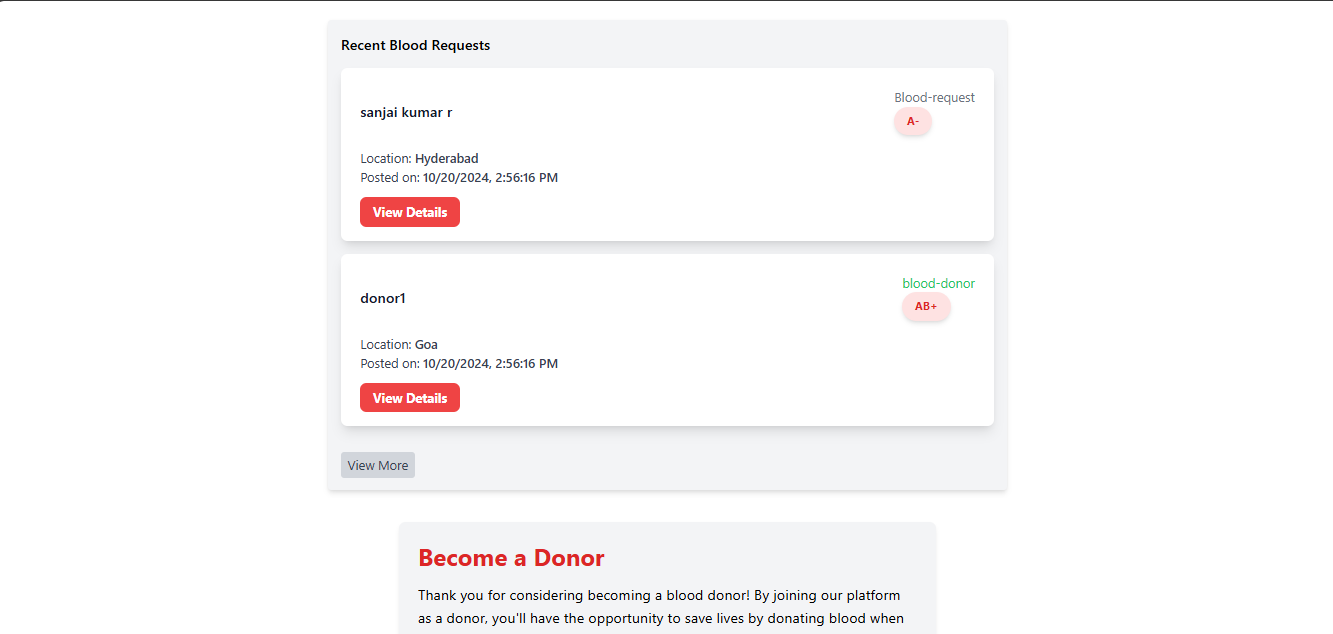 Recent Blood Requests
sanjai kumar r
Blood-request
A-
Location: Hyderabad
Posted on: 10/20/2024, 2:56:16 PM
View Details
donor1
blood-donor
AB+
Location: Goa
Posted on: 10/20/2024, 2:56:16 PM
View Details
View More
Become a Donor
Thank you for considering becoming a blood donor! By joining our platform
as a donor, you'll have the opportunity to save lives by donating blood when